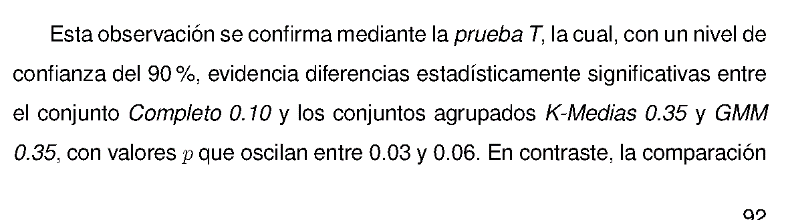 Esta observación se confirma mediante la prueba T, la cual, con un nivel de
confianza del 90 %, evidencia diferencias estadísticamente significativas entre
el conjunto Completo 0.10 y los conjuntos agrupados K-Medias 0.35 y GMM
0.35, con valores p que oscilan entre 0.03 y 0.06. En contraste, la comparación
92